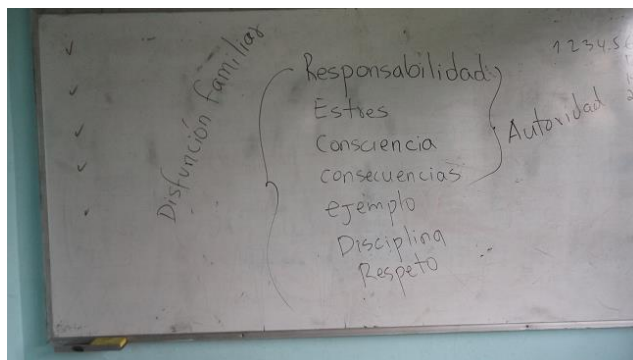 Disfunción familiar
Responsabilidad
Estres
Consciencia
consecuencias
ejemplo
Disciplina
Respeto
Autoridad
1 2 3 4 . 5